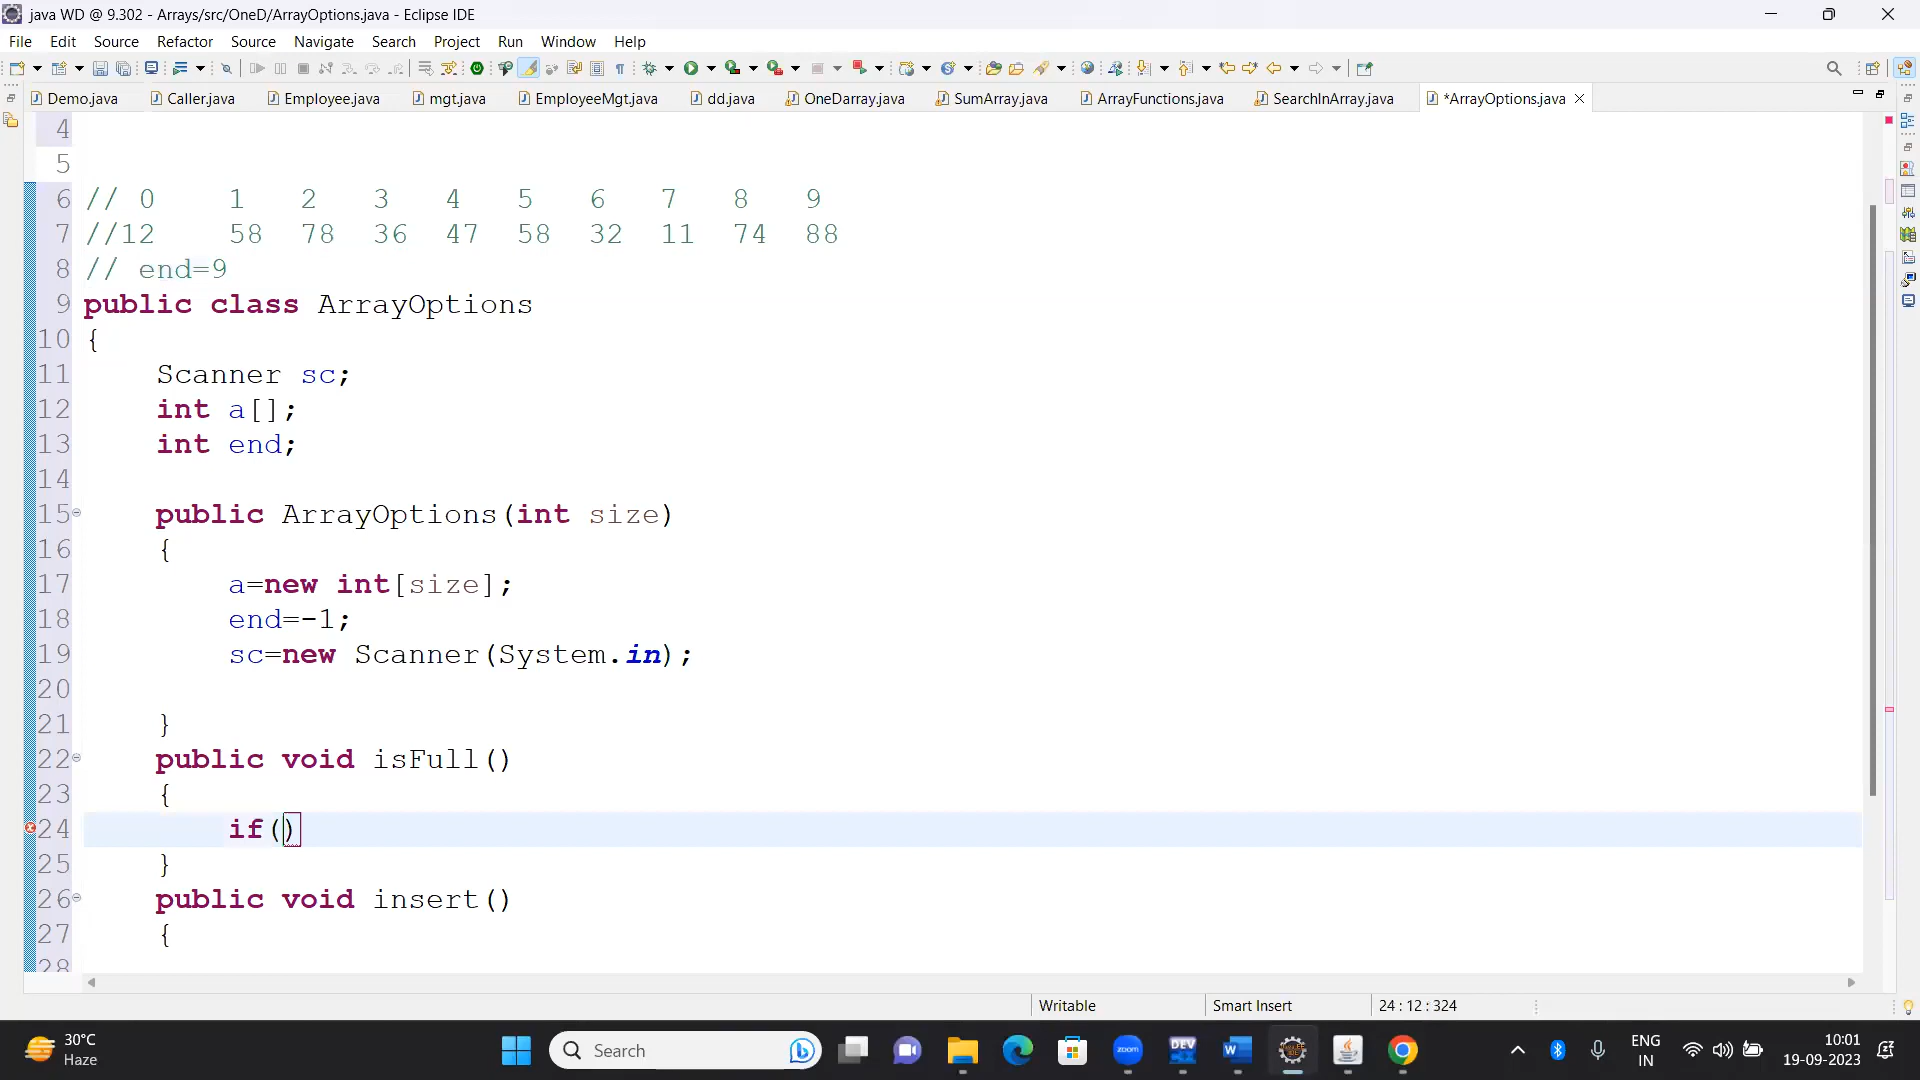 java WD @ 9.302 - Arrays/src/OneD/ArrayOptions.java - Eclipse IDE
File Edit Source Refactor Source Navigate Search Project Run Window Help
Demo.java Caller.java Employee.java mgt.java EmployeeMgt.java dd.java OneDarray.java SumArray.java ArrayFunctions.java SearchInArray.java *ArrayOptions.java
4
5
6 // 0 1 2 3 4 5 6 7 8 9
7 //12 58 78 36 47 58 32 11 74 88
8 // end=9
9 public class ArrayOptions
10 {
11 Scanner sc;
12 int a[];
13 int end;
14
15 public ArrayOptions(int size)
16 {
17 a=new int[size];
18 end=-1;
19 sc=new Scanner(System.in);
20
21 }
22 public void isFull()
23 {
24 if()
25 }
26 public void insert()
27 {
28
Writable Smart Insert 24 : 12 : 324
30°C
Haze
Search
zoom
DEV
W
ENG
IN
10:01
19-09-2023